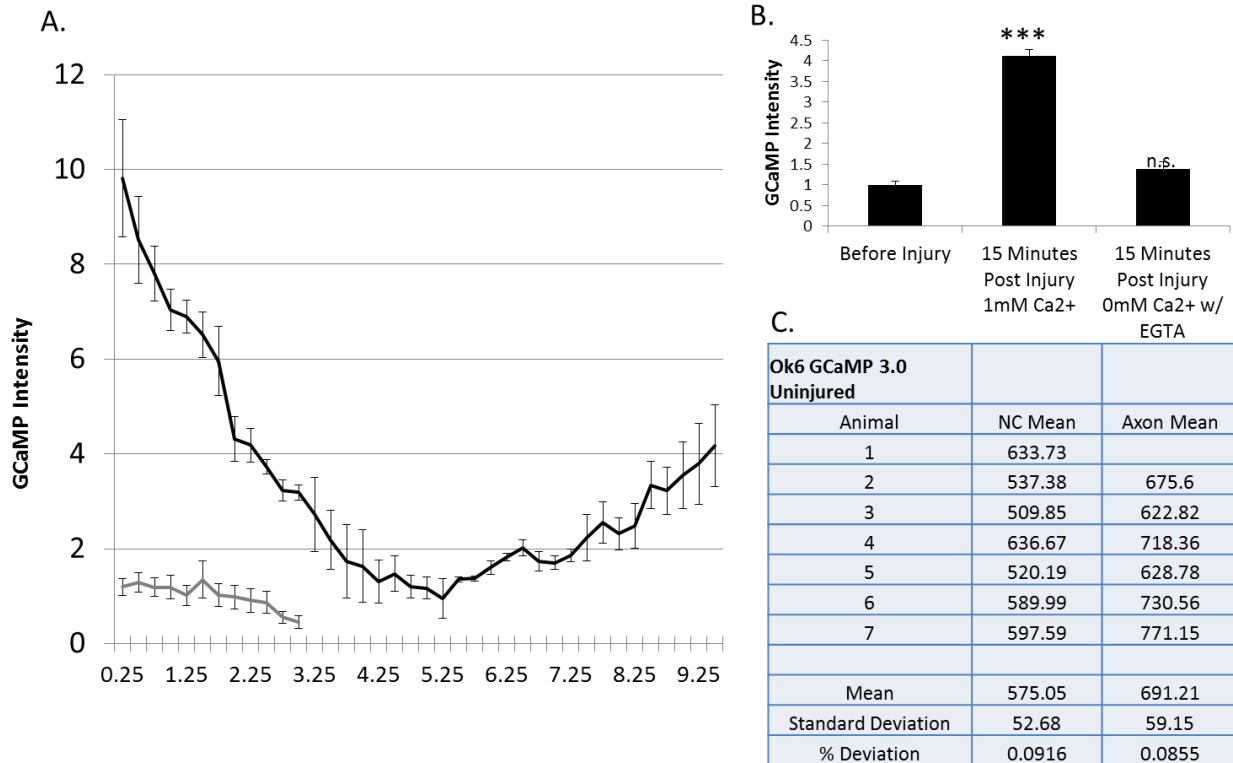 A.
12
10
8
6
4
2
0
GCaMP Intensity
0.25 1.25 2.25 3.25 4.25 5.25 6.25 7.25 8.25 9.25
B.
4.5
4
3.5
3
2.5
2
1.5
1
0.5
0
GCaMP Intensity
***
n.s.
Before Injury
15 Minutes
Post Injury
1mM Ca2+
15 Minutes
Post Injury
0mM Ca2+ w/
EGTA
C.
Ok6 GCaMP 3.0
Uninjured
Animal NC Mean Axon Mean
1 633.73
2 537.38 675.6
3 509.85 622.82
4 636.67 718.36
5 520.19 628.78
6 589.99 730.56
7 597.59 771.15
Mean 575.05 691.21
Standard Deviation 52.68 59.15
% Deviation 0.0916 0.0855